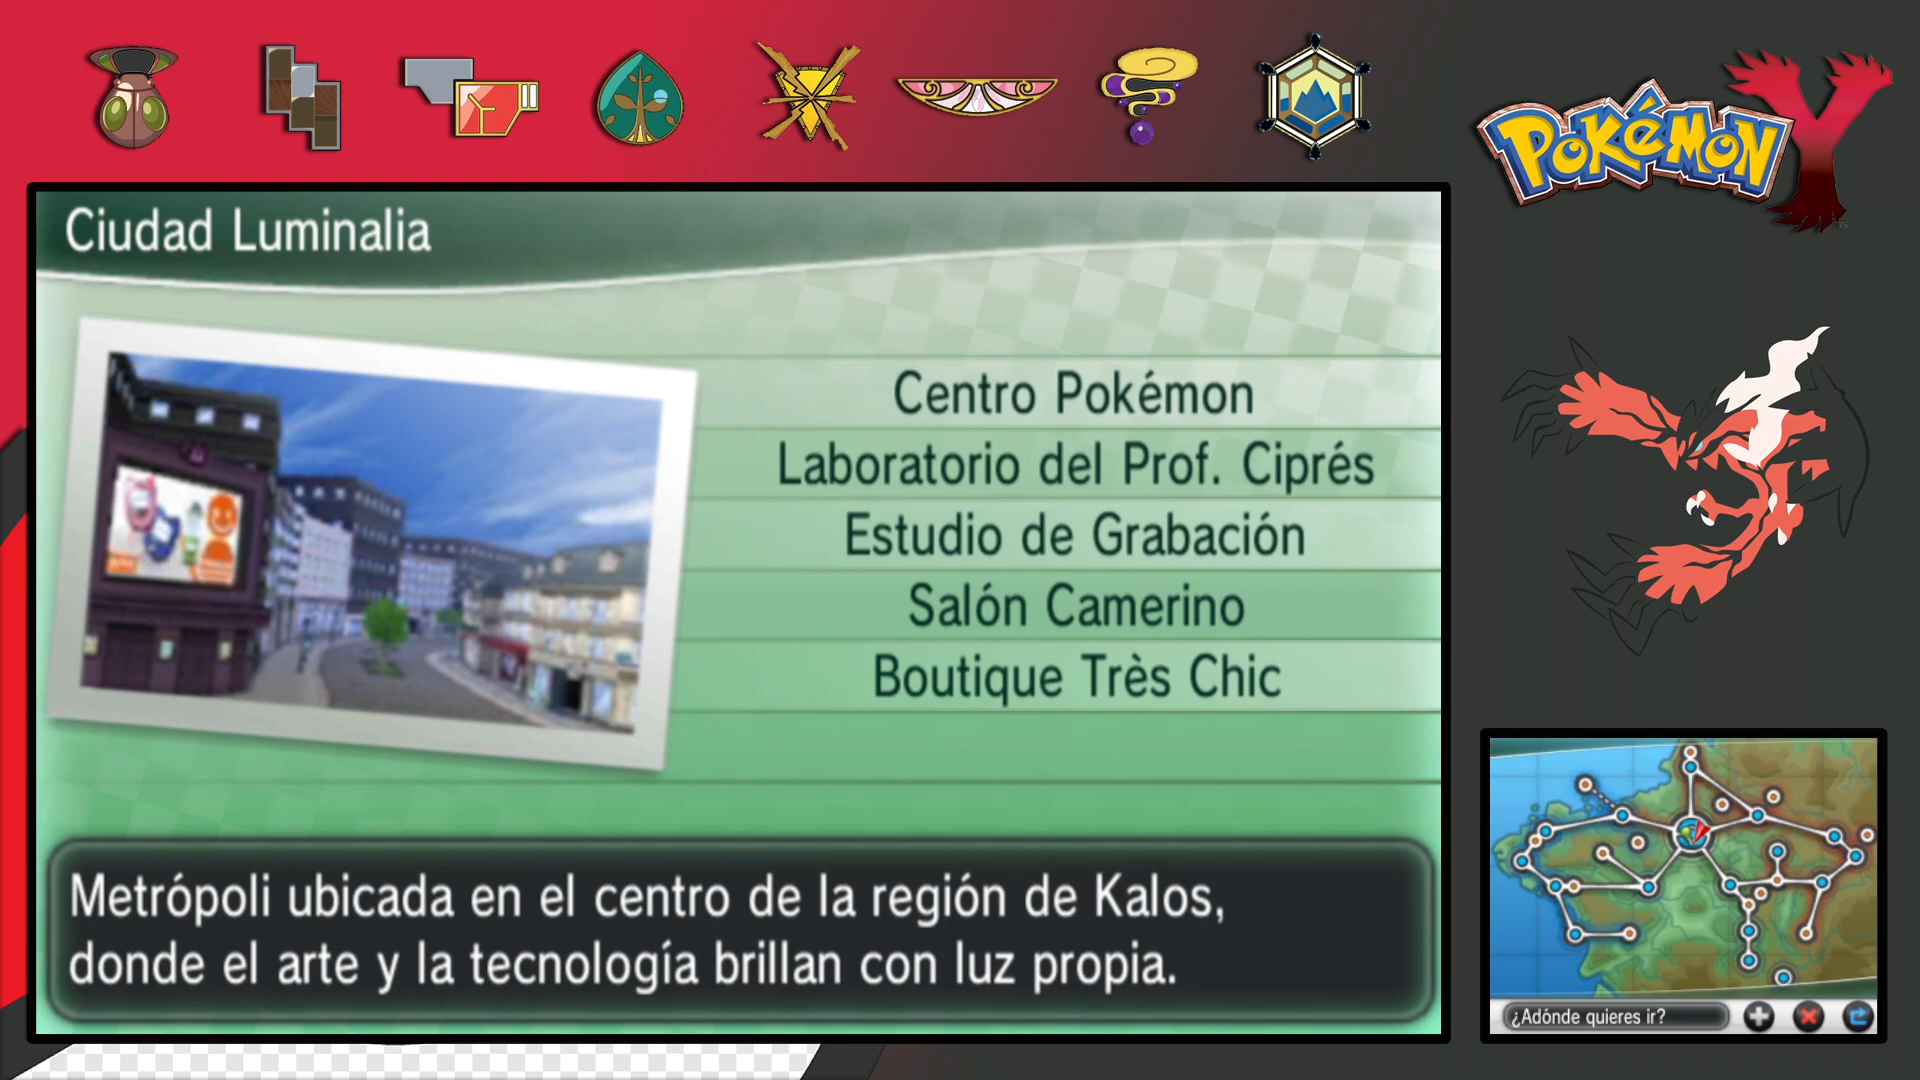 Pokémon Y
Ciudad Luminalia
Centro Pokémon
Laboratorio del Prof. Ciprés
Estudio de Grabación
Salón Camerino
Boutique Très Chic
Metrópoli ubicada en el centro de la región de Kalos,
donde el arte y la tecnología brillan con luz propia.
¿Adónde quieres ir?